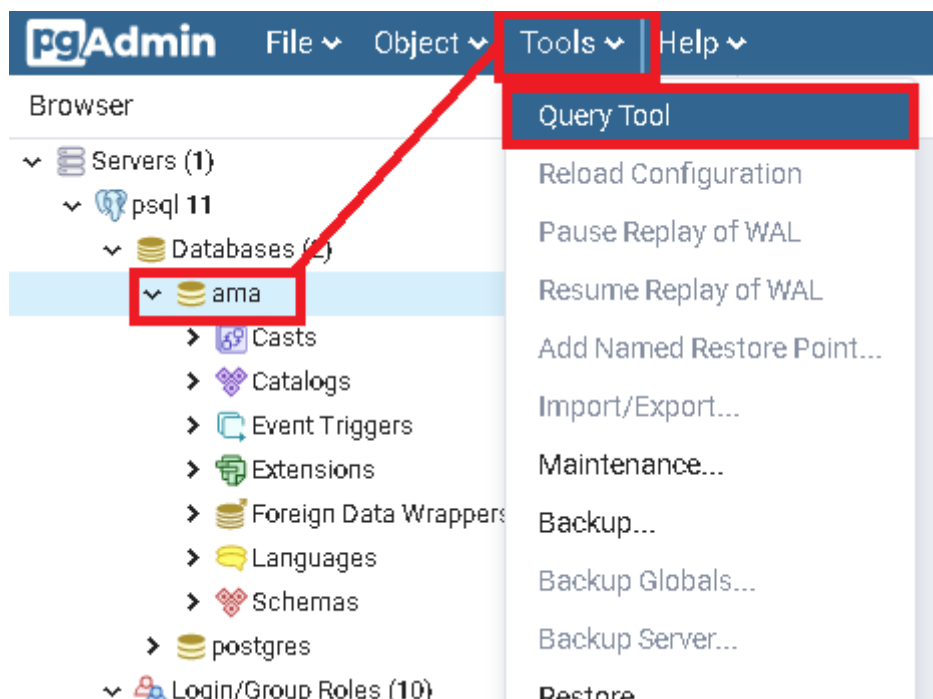 pgAdmin File Object Tools Help
Browser
Query Tool
Servers (1)
Reload Configuration
psql 11
Pause Replay of WAL
Databases (2)
ama
Resume Replay of WAL
Casts
Add Named Restore Point...
Catalogs
Import/Export...
Event Triggers
Extensions
Maintenance...
Foreign Data Wrappers
Backup...
Languages
Backup Globals...
Schemas
Backup Server...
postgres
Login/Group Roles (10)
Restore